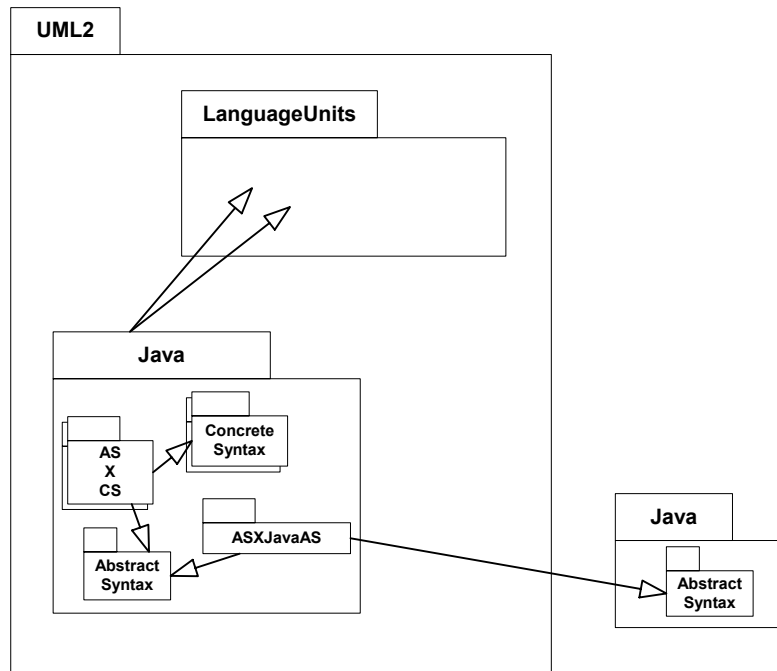 UML2
LanguageUnits
Java
AS
X
CS
Concrete
Syntax
ASXJavaAS
Abstract
Syntax
Java
Abstract
Syntax